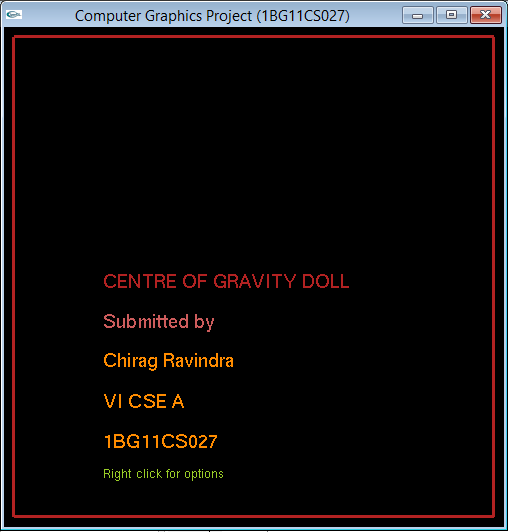 Computer Graphics Project (1BG11CS027)
CENTRE OF GRAVITY DOLL
Submitted by
Chirag Ravindra
VI CSE A
1BG11CS027
Right click for options